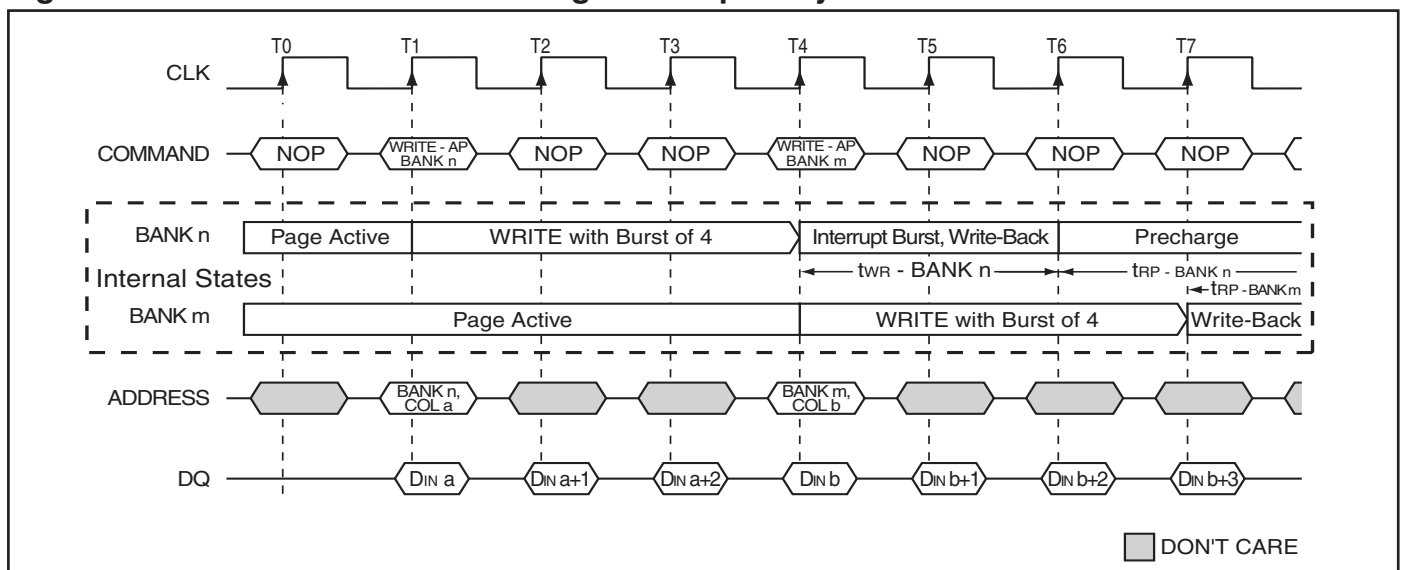 T0 T1 T2 T3 T4 T5 T6 T7
CLK
COMMAND NOP WRITE - AP BANK n NOP NOP WRITE - AP BANK m NOP NOP NOP
BANK n Page Active WRITE with Burst of 4 Interrupt Burst, Write-Back Precharge
tWR - BANK n tRP - BANK n
Internal States
tRP - BANK m
BANK m Page Active WRITE with Burst of 4 Write-Back
ADDRESS BANK n, COL a BANK m, COL b
DQ DIN a DIN a+1 DIN a+2 DIN b DIN b+1 DIN b+2 DIN b+3
DON'T CARE